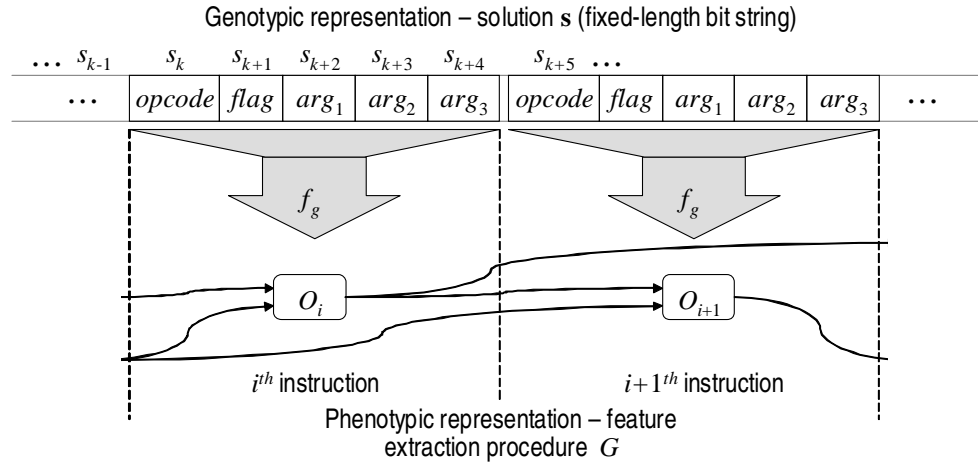 Genotypic representation – solution s (fixed-length bit string)
... s_{k-1} s_k s_{k+1} s_{k+2} s_{k+3} s_{k+4} s_{k+5} ...
... opcode flag arg_1 arg_2 arg_3 opcode flag arg_1 arg_2 arg_3 ...
f_g f_g
O_i O_{i+1}
i^{th} instruction i+1^{th} instruction
Phenotypic representation – feature
extraction procedure G